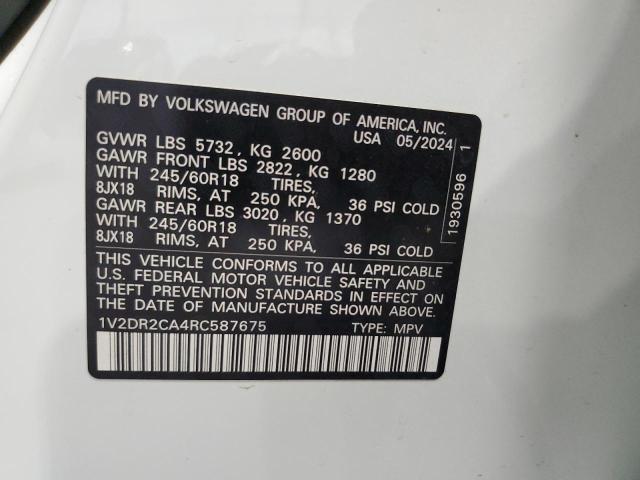 MFD BY VOLKSWAGEN GROUP OF AMERICA, INC.
USA 05/2024
GVWR LBS 5732, KG 2600
GAWR FRONT LBS 2822, KG 1280
WITH 245/60R18 TIRES,
8JX18 RIMS, AT 250 KPA, 36 PSI COLD
GAWR REAR LBS 3020, KG 1370
WITH 245/60R18 TIRES,
8JX18 RIMS, AT 250 KPA, 36 PSI COLD
THIS VEHICLE CONFORMS TO ALL APPLICABLE
U.S. FEDERAL MOTOR VEHICLE SAFETY AND
THEFT PREVENTION STANDARDS IN EFFECT ON
THE DATE OF MANUFACTURE SHOWN ABOVE.
1V2DR2CA4RC587675 TYPE: MPV
1930596 1